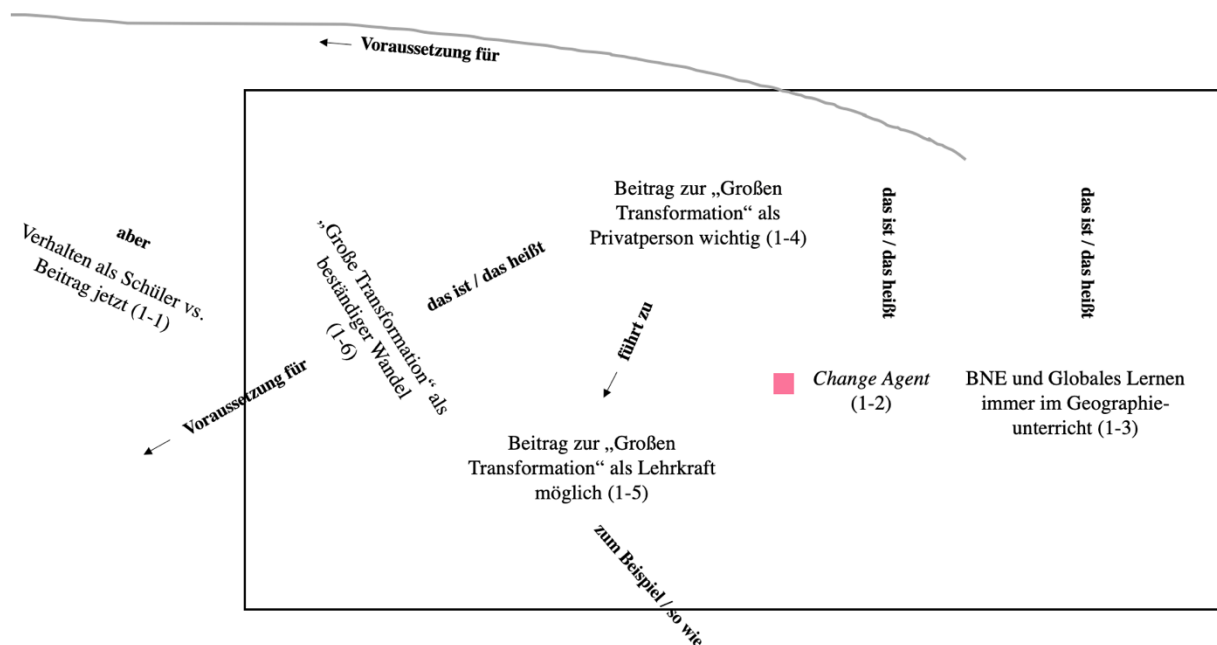 Voraussetzung für
aber
Verhalten als Schüler vs.
Beitrag jetzt (1-1)
Voraussetzung für
„Große Transformation“ als
beständiger Wandel
(1-6)
das ist / das heißt
Beitrag zur „Großen
Transformation“ als
Privatperson wichtig (1-4)
führt zu
Beitrag zur „Großen
Transformation“ als Lehrkraft
möglich (1-5)
zum Beispiel / so wie
das ist / das heißt
Change Agent
(1-2)
das ist / das heißt
BNE und Globales Lernen
immer im Geographie-
unterricht (1-3)